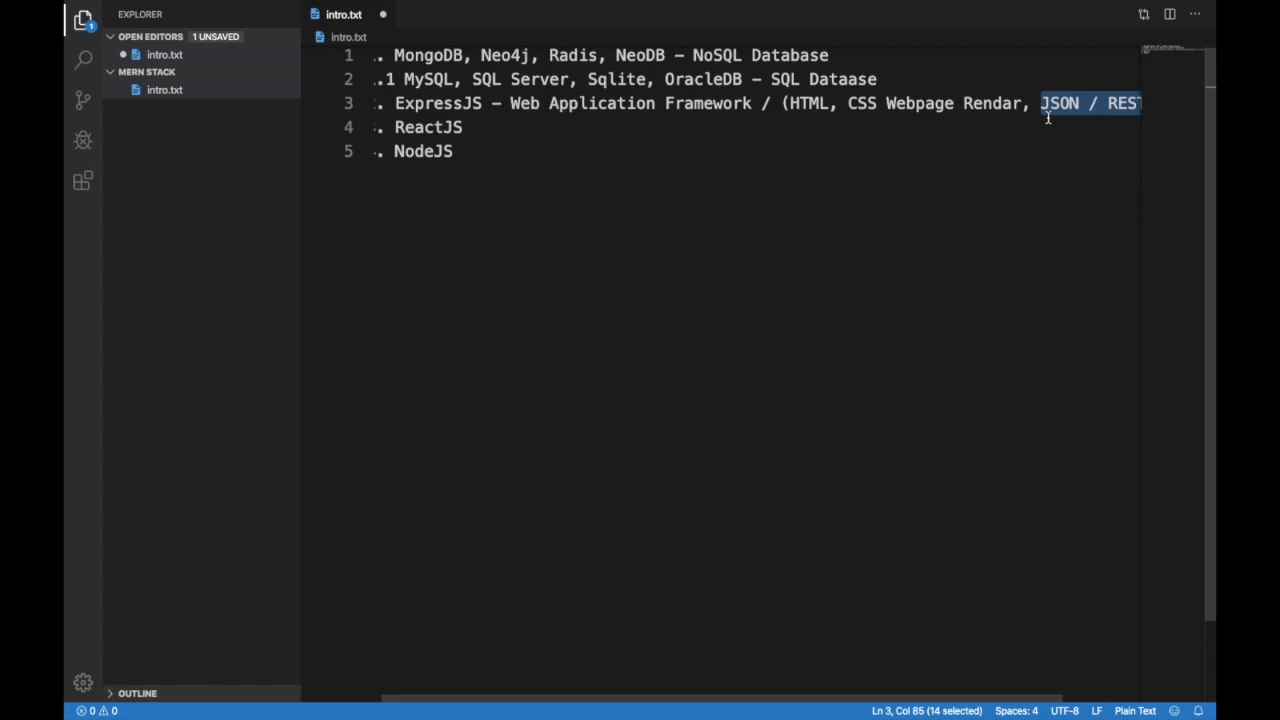 EXPLORER
OPEN EDITORS 1 UNSAVED
intro.txt
MERN STACK
intro.txt
OUTLINE
1
intro.txt
intro.txt
1 . MongoDB, Neo4j, Radis, NeoDB – NoSQL Database
2 .1 MySQL, SQL Server, Sqlite, OracleDB – SQL Dataase
3 . ExpressJS – Web Application Framework / (HTML, CSS Webpage Rendar, JSON / REST
4 . ReactJS
5 . NodeJS
0 0 Ln 3, Col 85 (14 selected) Spaces: 4 UTF-8 LF Plain Text